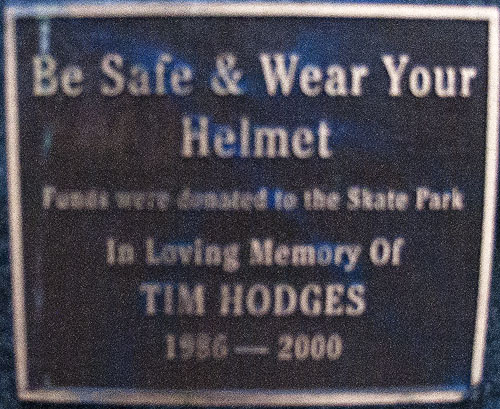 Be Safe & Wear Your
Helmet
Funds were donated to the Skate Park
In Loving Memory Of
TIM HODGES
1986 — 2000